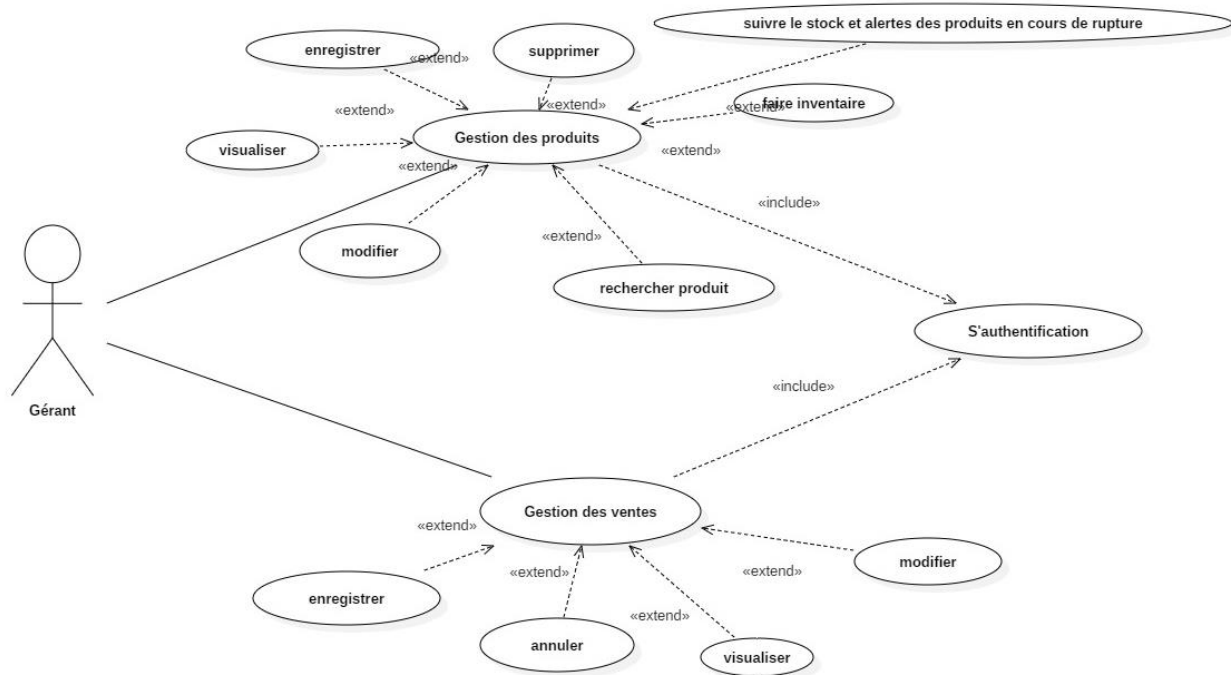 suivre le stock et alertes des produits en cours de rupture
enregistrer
«extend»
supprimer
«extend»
«extend»
faire inventaire
«extend»
Gestion des produits
visualiser
«extend»
«extend»
«include»
modifier
«extend»
rechercher produit
S'authentification
«include»
Gérant
Gestion des ventes
«extend»
modifier
«extend»
«extend»
enregistrer
«extend»
annuler
visualiser